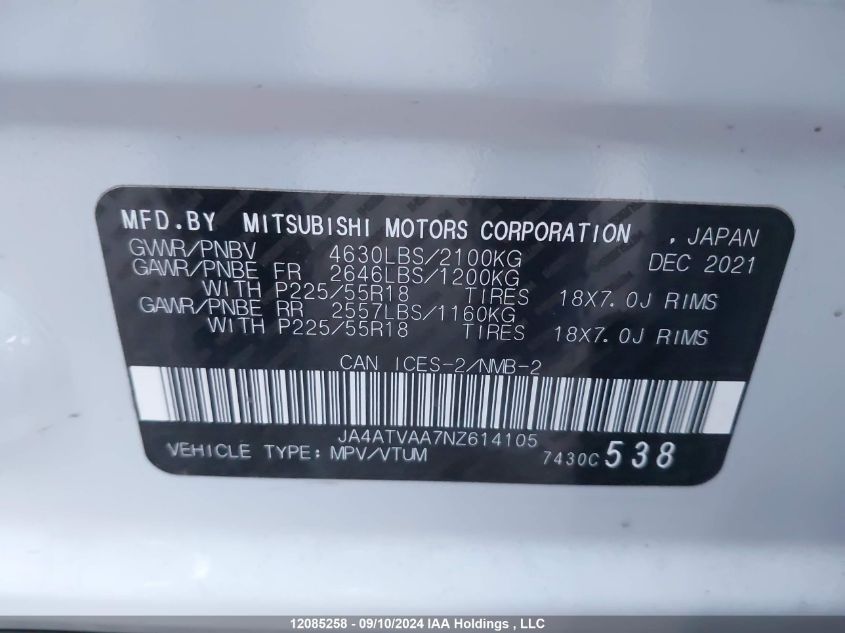 MFD.BY MITSUBISHI MOTORS CORPORATION , JAPAN
GVWR/PNBV 4630LBS/2100KG DEC 2021
GAWR/PNBE FR 2646LBS/1200KG
WITH P225/55R18 TIRES 18X7.0J RIMS
GAWR/PNBE RR 2557LBS/1160KG
WITH P225/55R18 TIRES 18X7.0J RIMS
CAN ICES-2/NMB-2
JA4ATVAA7NZ614105
VEHICLE TYPE: MPV/VTUM 7430C 538
12085258 - 09/10/2024 IAA Holdings , LLC